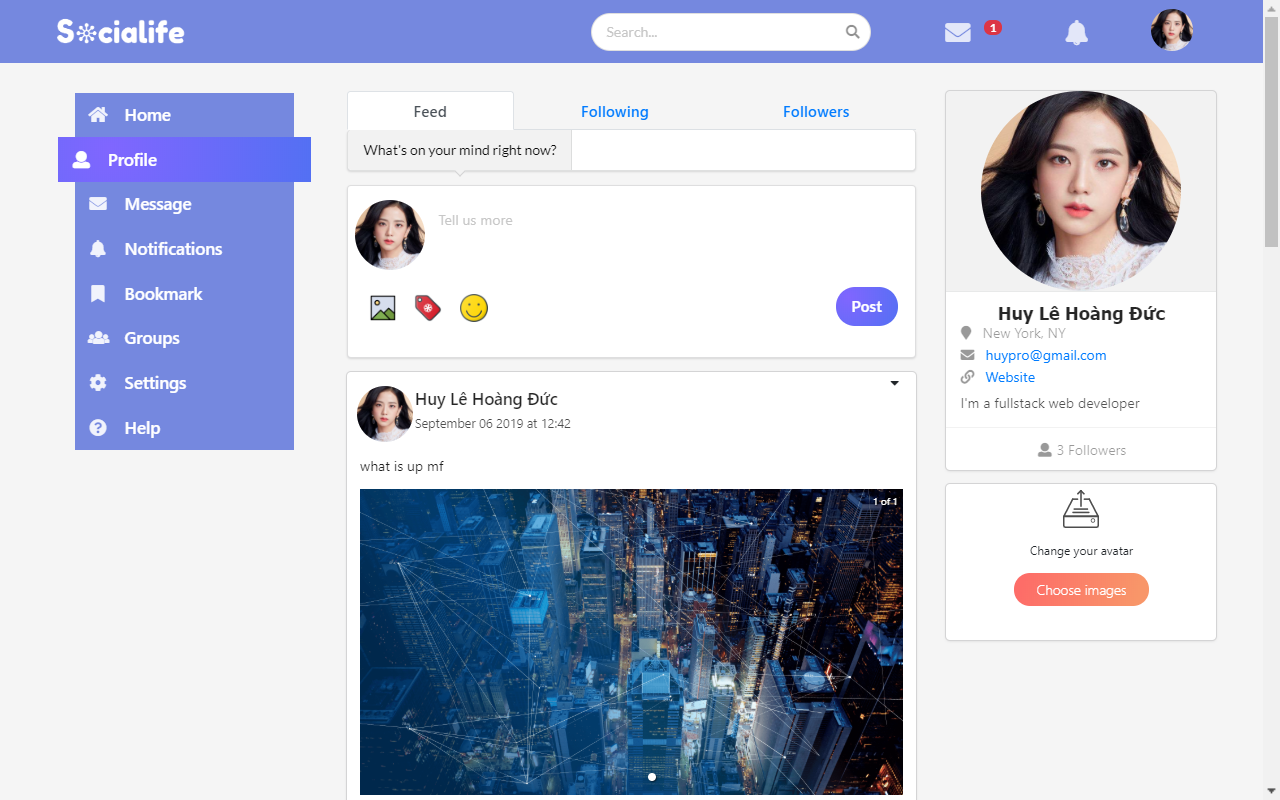 Socialife
Search...
1
Home
Profile
Message
Notifications
Bookmark
Groups
Settings
Help
Feed
Following
Followers
What's on your mind right now?
Tell us more
Post
Huy Lê Hoàng Đức
September 06 2019 at 12:42
what is up mf
1 of 1
Huy Lê Hoàng Đức
New York, NY
huypro@gmail.com
Website
I'm a fullstack web developer
3 Followers
Change your avatar
Choose images